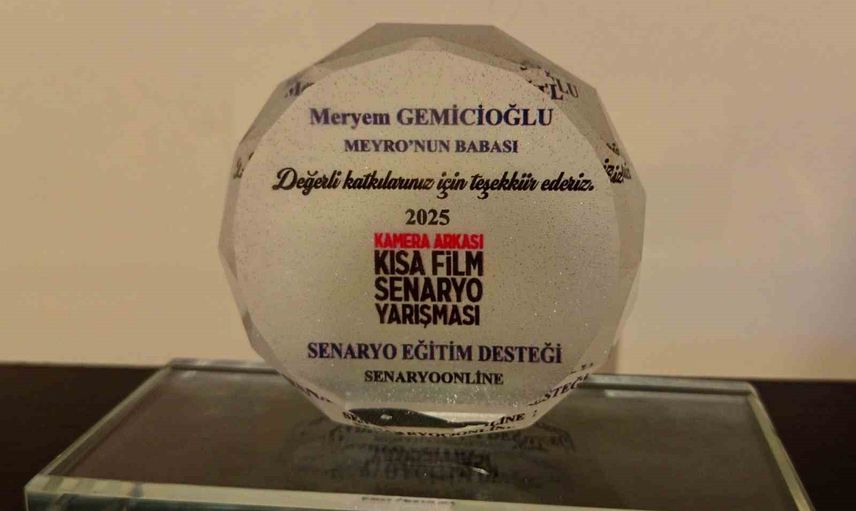 Meryem GEMİCİOĞLU
MEYRO'NUN BABASI
Değerli katkılarınız için teşekkür ederiz.
2025
KAMERA ARKASI
KISA FİLM
SENARYO
YARIŞMASI
SENARYO EĞİTİM DESTEĞİ
SENARYOONLINE